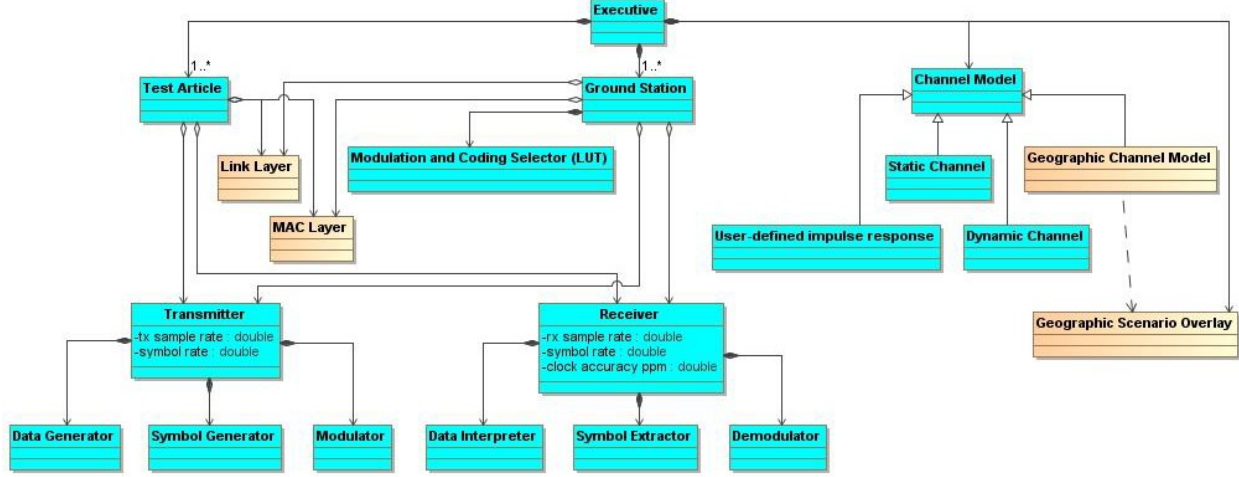 Executive
1..*
1..*
Test Article
Ground Station
Channel Model
Link Layer
Modulation and Coding Selector (LUT)
Static Channel
Geographic Channel Model
MAC Layer
User-defined impulse response
Dynamic Channel
Transmitter
-tx sample rate : double
-symbol rate : double
Receiver
-rx sample rate : double
-symbol rate : double
-clock accuracy ppm : double
Geographic Scenario Overlay
Data Generator
Symbol Generator
Modulator
Data Interpreter
Symbol Extractor
Demodulator